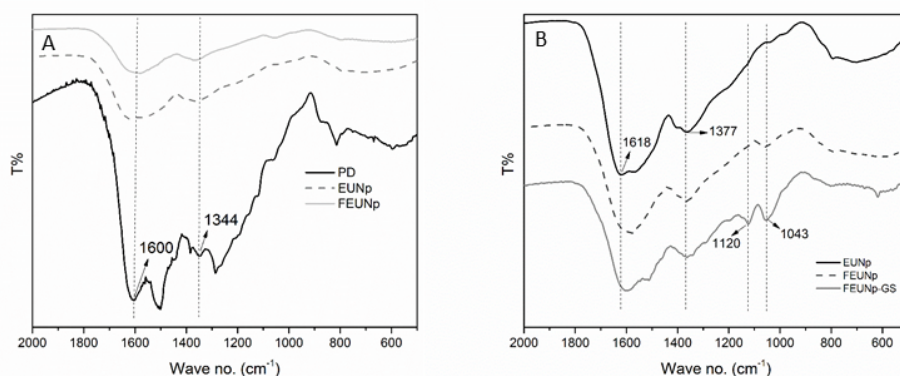 A
T%
PD
EUNp
FEUNp
1600
1344
2000 1800 1600 1400 1200 1000 800 600
Wave no. (cm-1)
B
T%
1618
1377
1120
1043
EUNp
FEUNp
FEUNp-GS
2000 1800 1600 1400 1200 1000 800 600
Wave no. (cm-1)